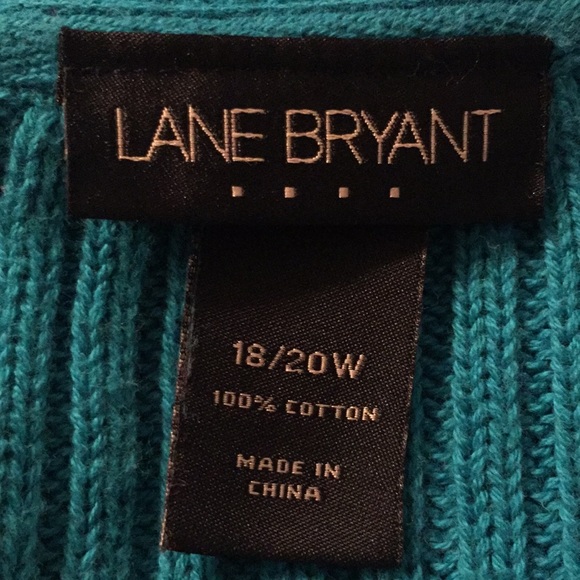 LANE BRYANT
18/20W
100% COTTON
MADE IN
CHINA